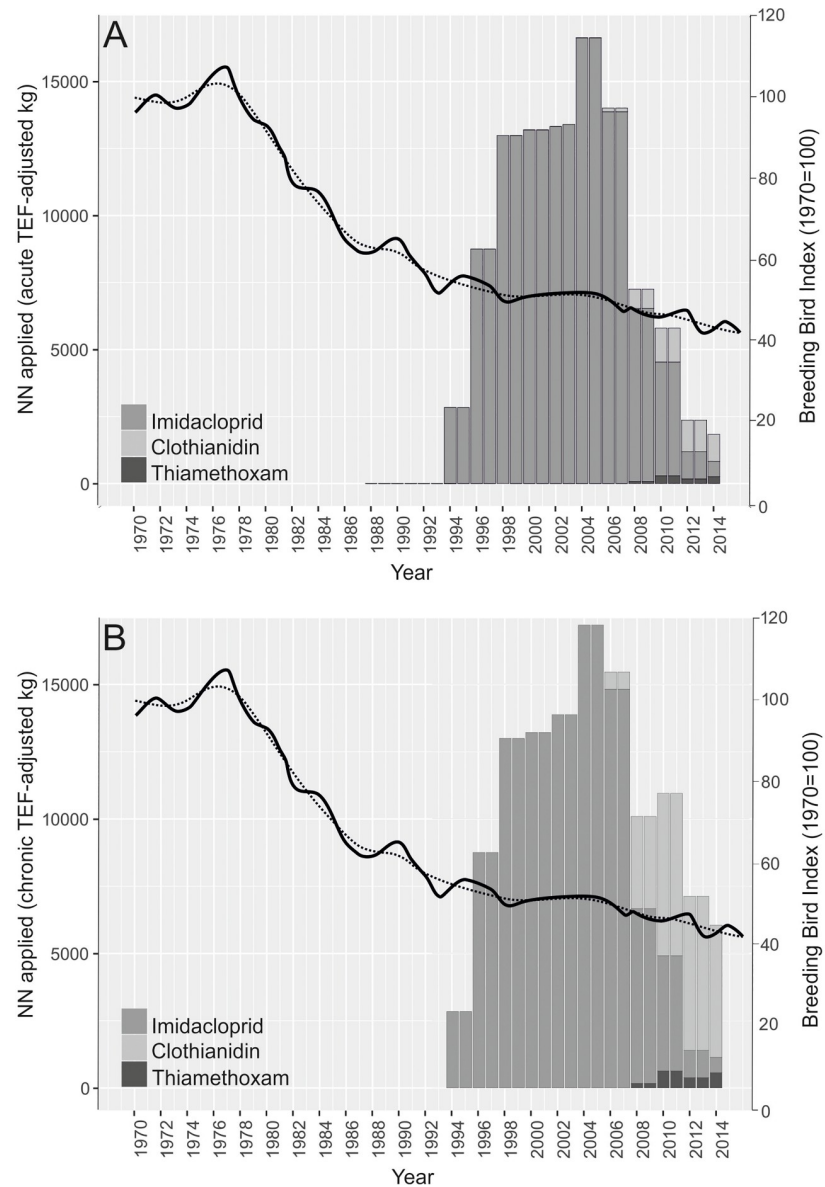 A
NN applied (acute TEF-adjusted kg)
15000
10000
5000
0
120
100
80
60
40
20
0
Breeding Bird Index (1970=100)
Imidacloprid
Clothianidin
Thiamethoxam
1970 1972 1974 1976 1978 1980 1982 1984 1986 1988 1990 1992 1994 1996 1998 2000 2002 2004 2006 2008 2010 2012 2014
Year
B
NN applied (chronic TEF-adjusted kg)
15000
10000
5000
0
120
100
80
60
40
20
0
Breeding Bird Index (1970=100)
Imidacloprid
Clothianidin
Thiamethoxam
1970 1972 1974 1976 1978 1980 1982 1984 1986 1988 1990 1992 1994 1996 1998 2000 2002 2004 2006 2008 2010 2012 2014
Year